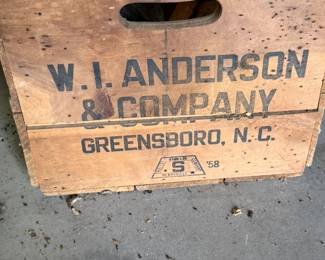 W. I. ANDERSON
& COMPANY
GREENSBORO, N. C.
S
'58